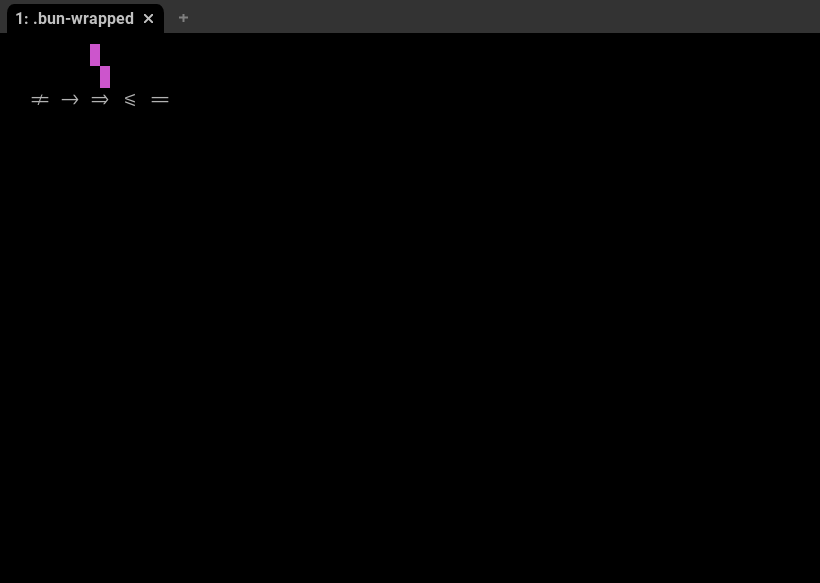 1: .bun-wrapped × +
≠ → ⇒ ⩽ ==